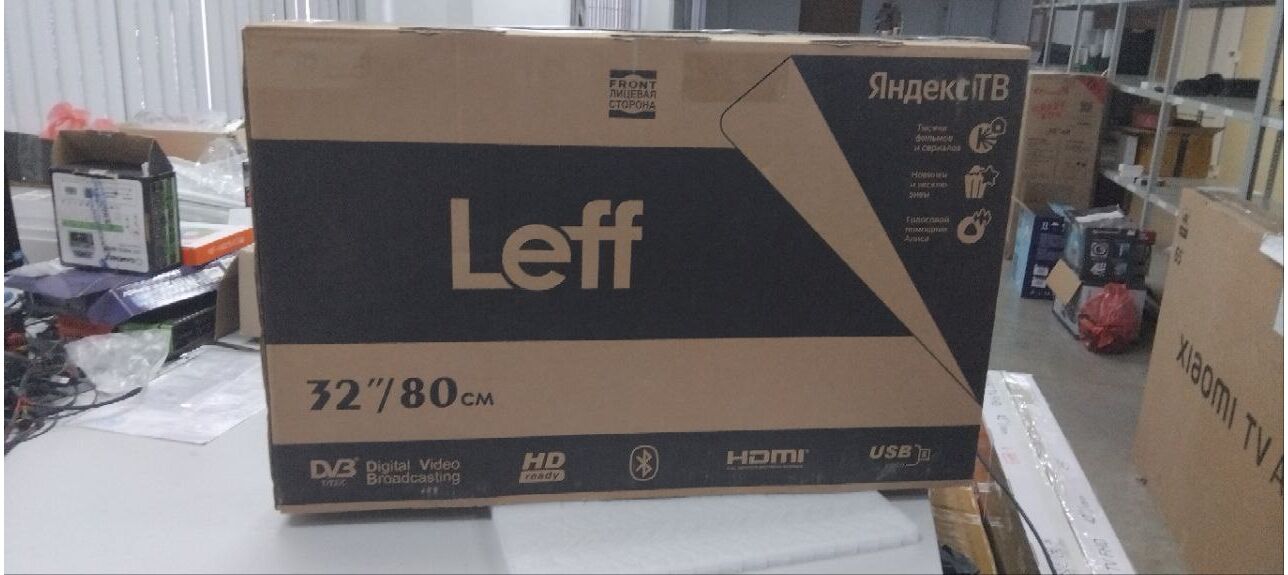 FRONT
ЛИЦЕВАЯ
СТОРОНА
ЯндексТВ
Тысячи
фильмов
и сериалов
Голосовой
помощник
Алиса
Leff
32"/80см
DVB
Digital Video
Broadcasting
HD
ready
HDMI
USB
xiaomi TV A